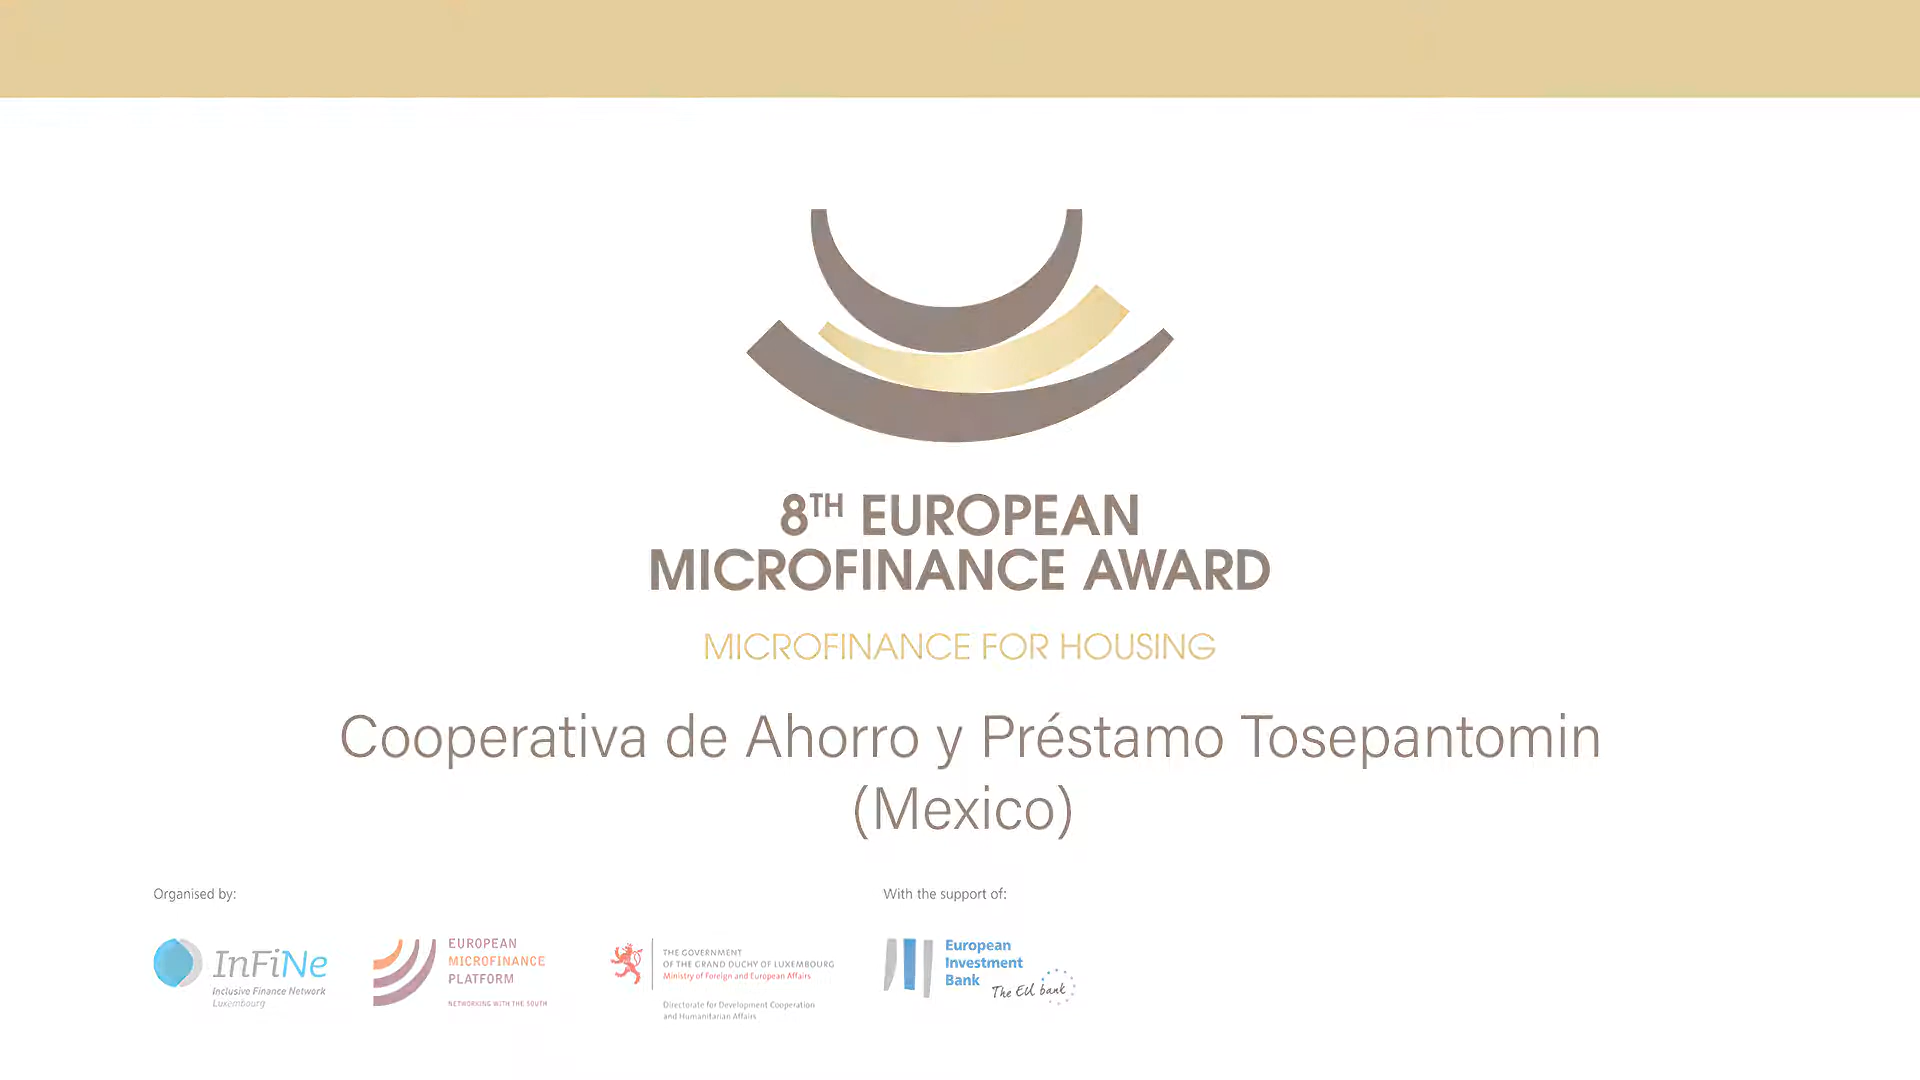 8TH EUROPEAN
MICROFINANCE AWARD
MICROFINANCE FOR HOUSING
Cooperativa de Ahorro y Préstamo Tosepantomin
(Mexico)
Organised by:
With the support of:
InFiNe
Inclusive Finance Network
Luxembourg
EUROPEAN
MICROFINANCE
PLATFORM
NETWORKING WITH THE SOUTH
THE GOVERNMENT
OF THE GRAND DUCHY OF LUXEMBOURG
Ministry of Foreign and European Affairs
Directorate for Development Cooperation
and Humanitarian Affairs
European
Investment
Bank
The EU bank